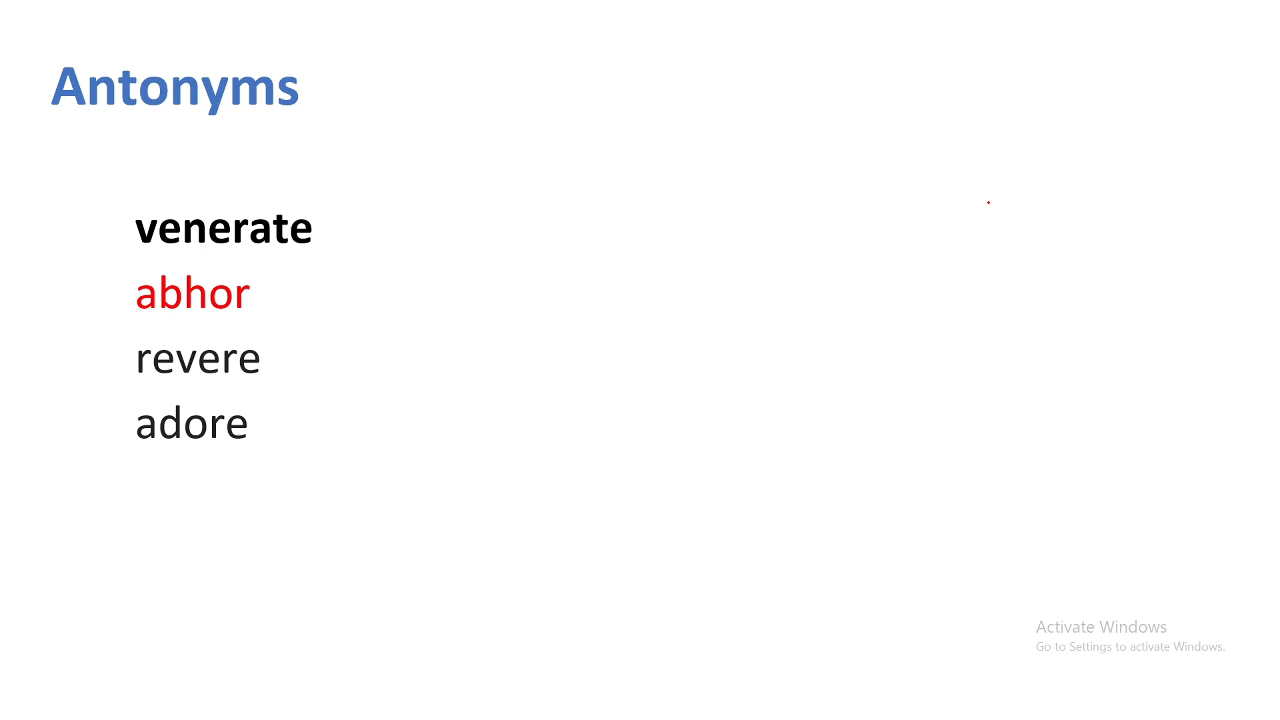 Antonyms
venerate
abhor
revere
adore
Activate Windows
Go to Settings to activate Windows.